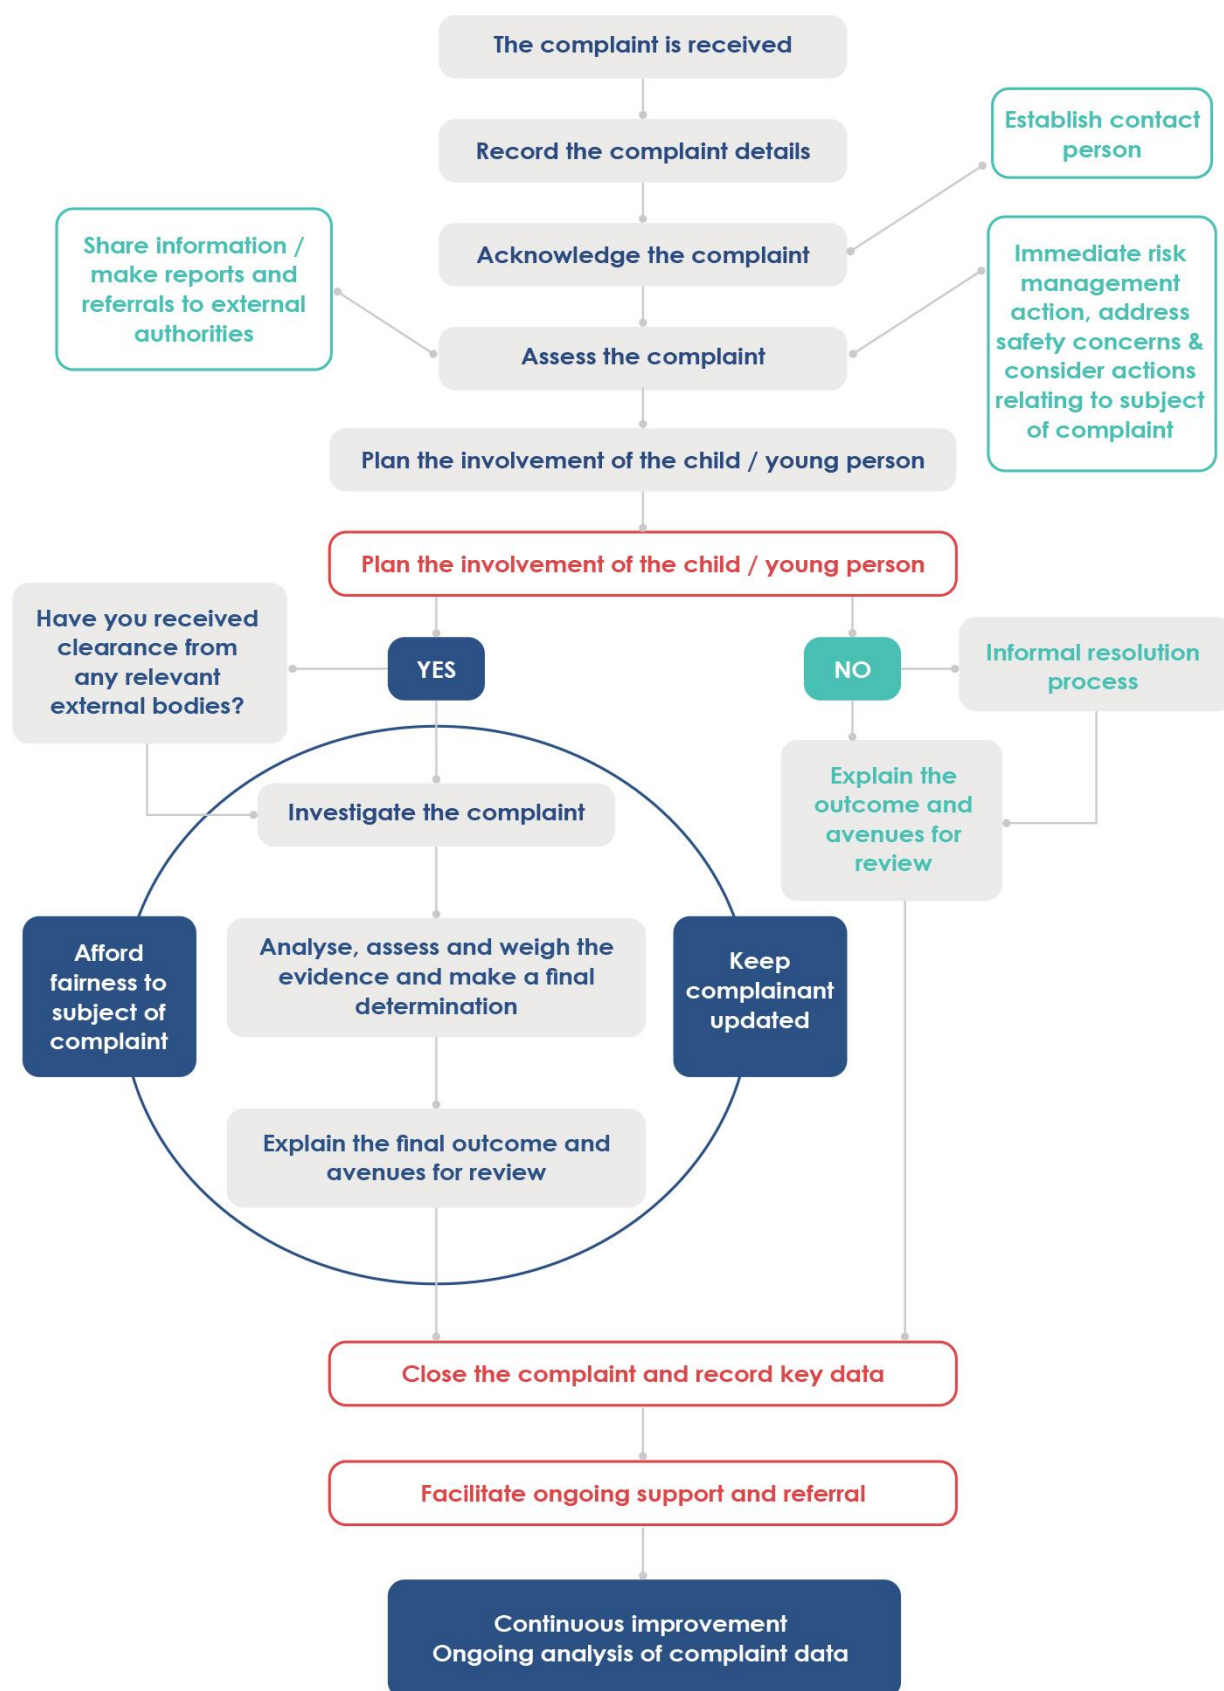 The complaint is received
Record the complaint details
Establish contact
person
Acknowledge the complaint
Share information /
make reports and
referrals to external
authorities
Immediate risk
management
action, address
safety concerns &
consider actions
relating to subject
of complaint
Assess the complaint
Plan the involvement of the child / young person
Plan the involvement of the child / young person
Have you received
clearance from
any relevant
external bodies?
YES
NO
Informal resolution
process
Explain the
outcome and
avenues for
review
Investigate the complaint
Afford
fairness to
subject of
complaint
Analyse, assess and weigh the
evidence and make a final
determination
Keep
complainant
updated
Explain the final outcome and
avenues for review
Close the complaint and record key data
Facilitate ongoing support and referral
Continuous improvement
Ongoing analysis of complaint data